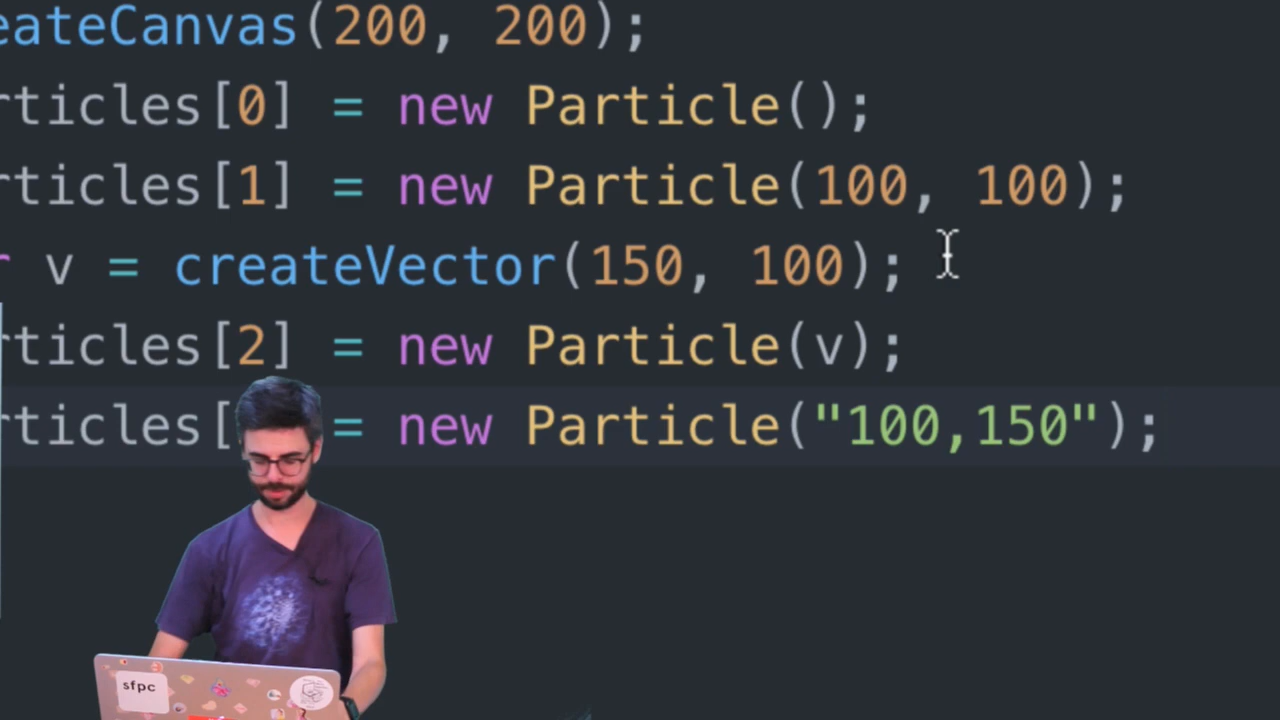 eateCanvas(200, 200);
rticles[0] = new Particle();
rticles[1] = new Particle(100, 100);
r v = createVector(150, 100);
rticles[2] = new Particle(v);
rticles[ = new Particle("100,150");
sfpc